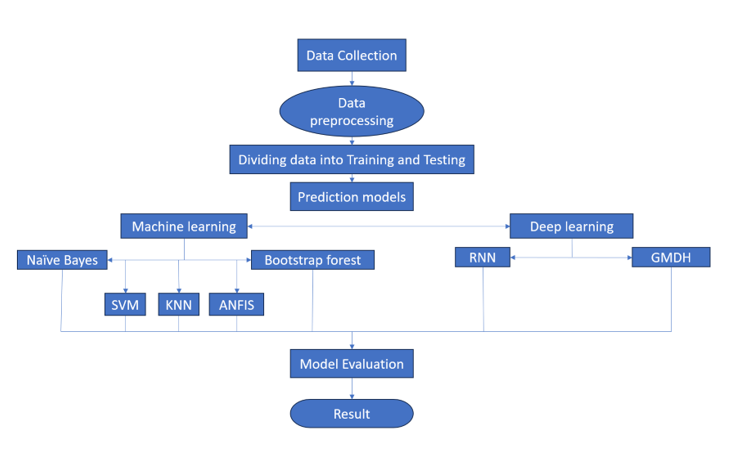 Data Collection
Data
preprocessing
Dividing data into Training and Testing
Prediction models
Machine learning
Deep learning
Naïve Bayes
Bootstrap forest
RNN
GMDH
SVM
KNN
ANFIS
Model Evaluation
Result